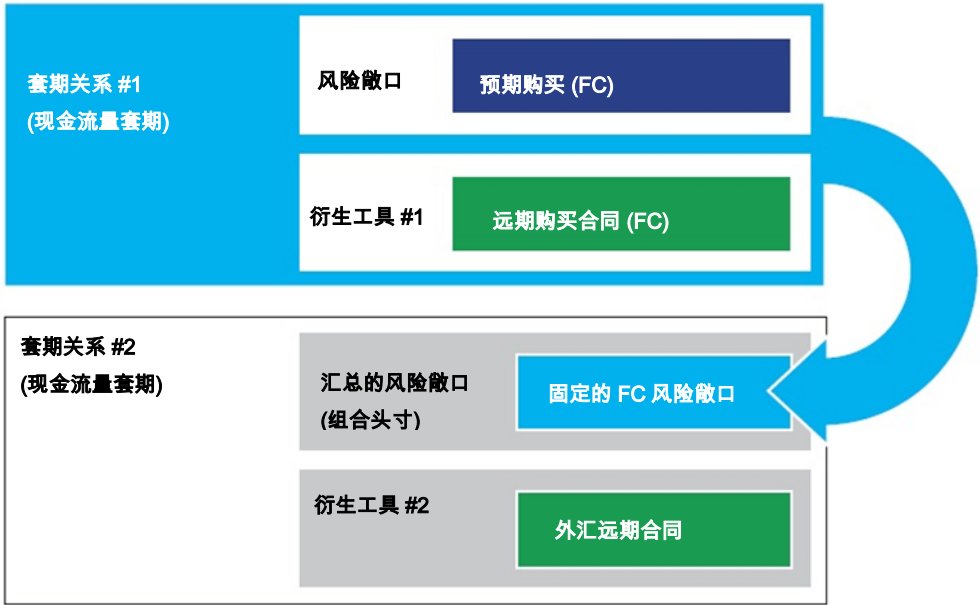 套期关系 #1
(现金流量套期)
风险敞口
预期购买 (FC)
衍生工具 #1
远期购买合同 (FC)
套期关系 #2
(现金流量套期)
汇总的风险敞口
(组合头寸)
固定的 FC 风险敞口
衍生工具 #2
外汇远期合同